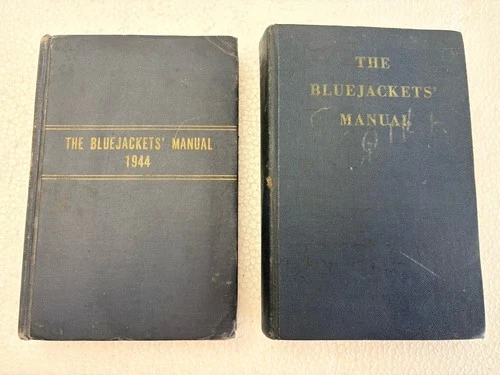 THE BLUEJACKETS' MANUAL
1944
THE
BLUEJACKETS'
MANUAL